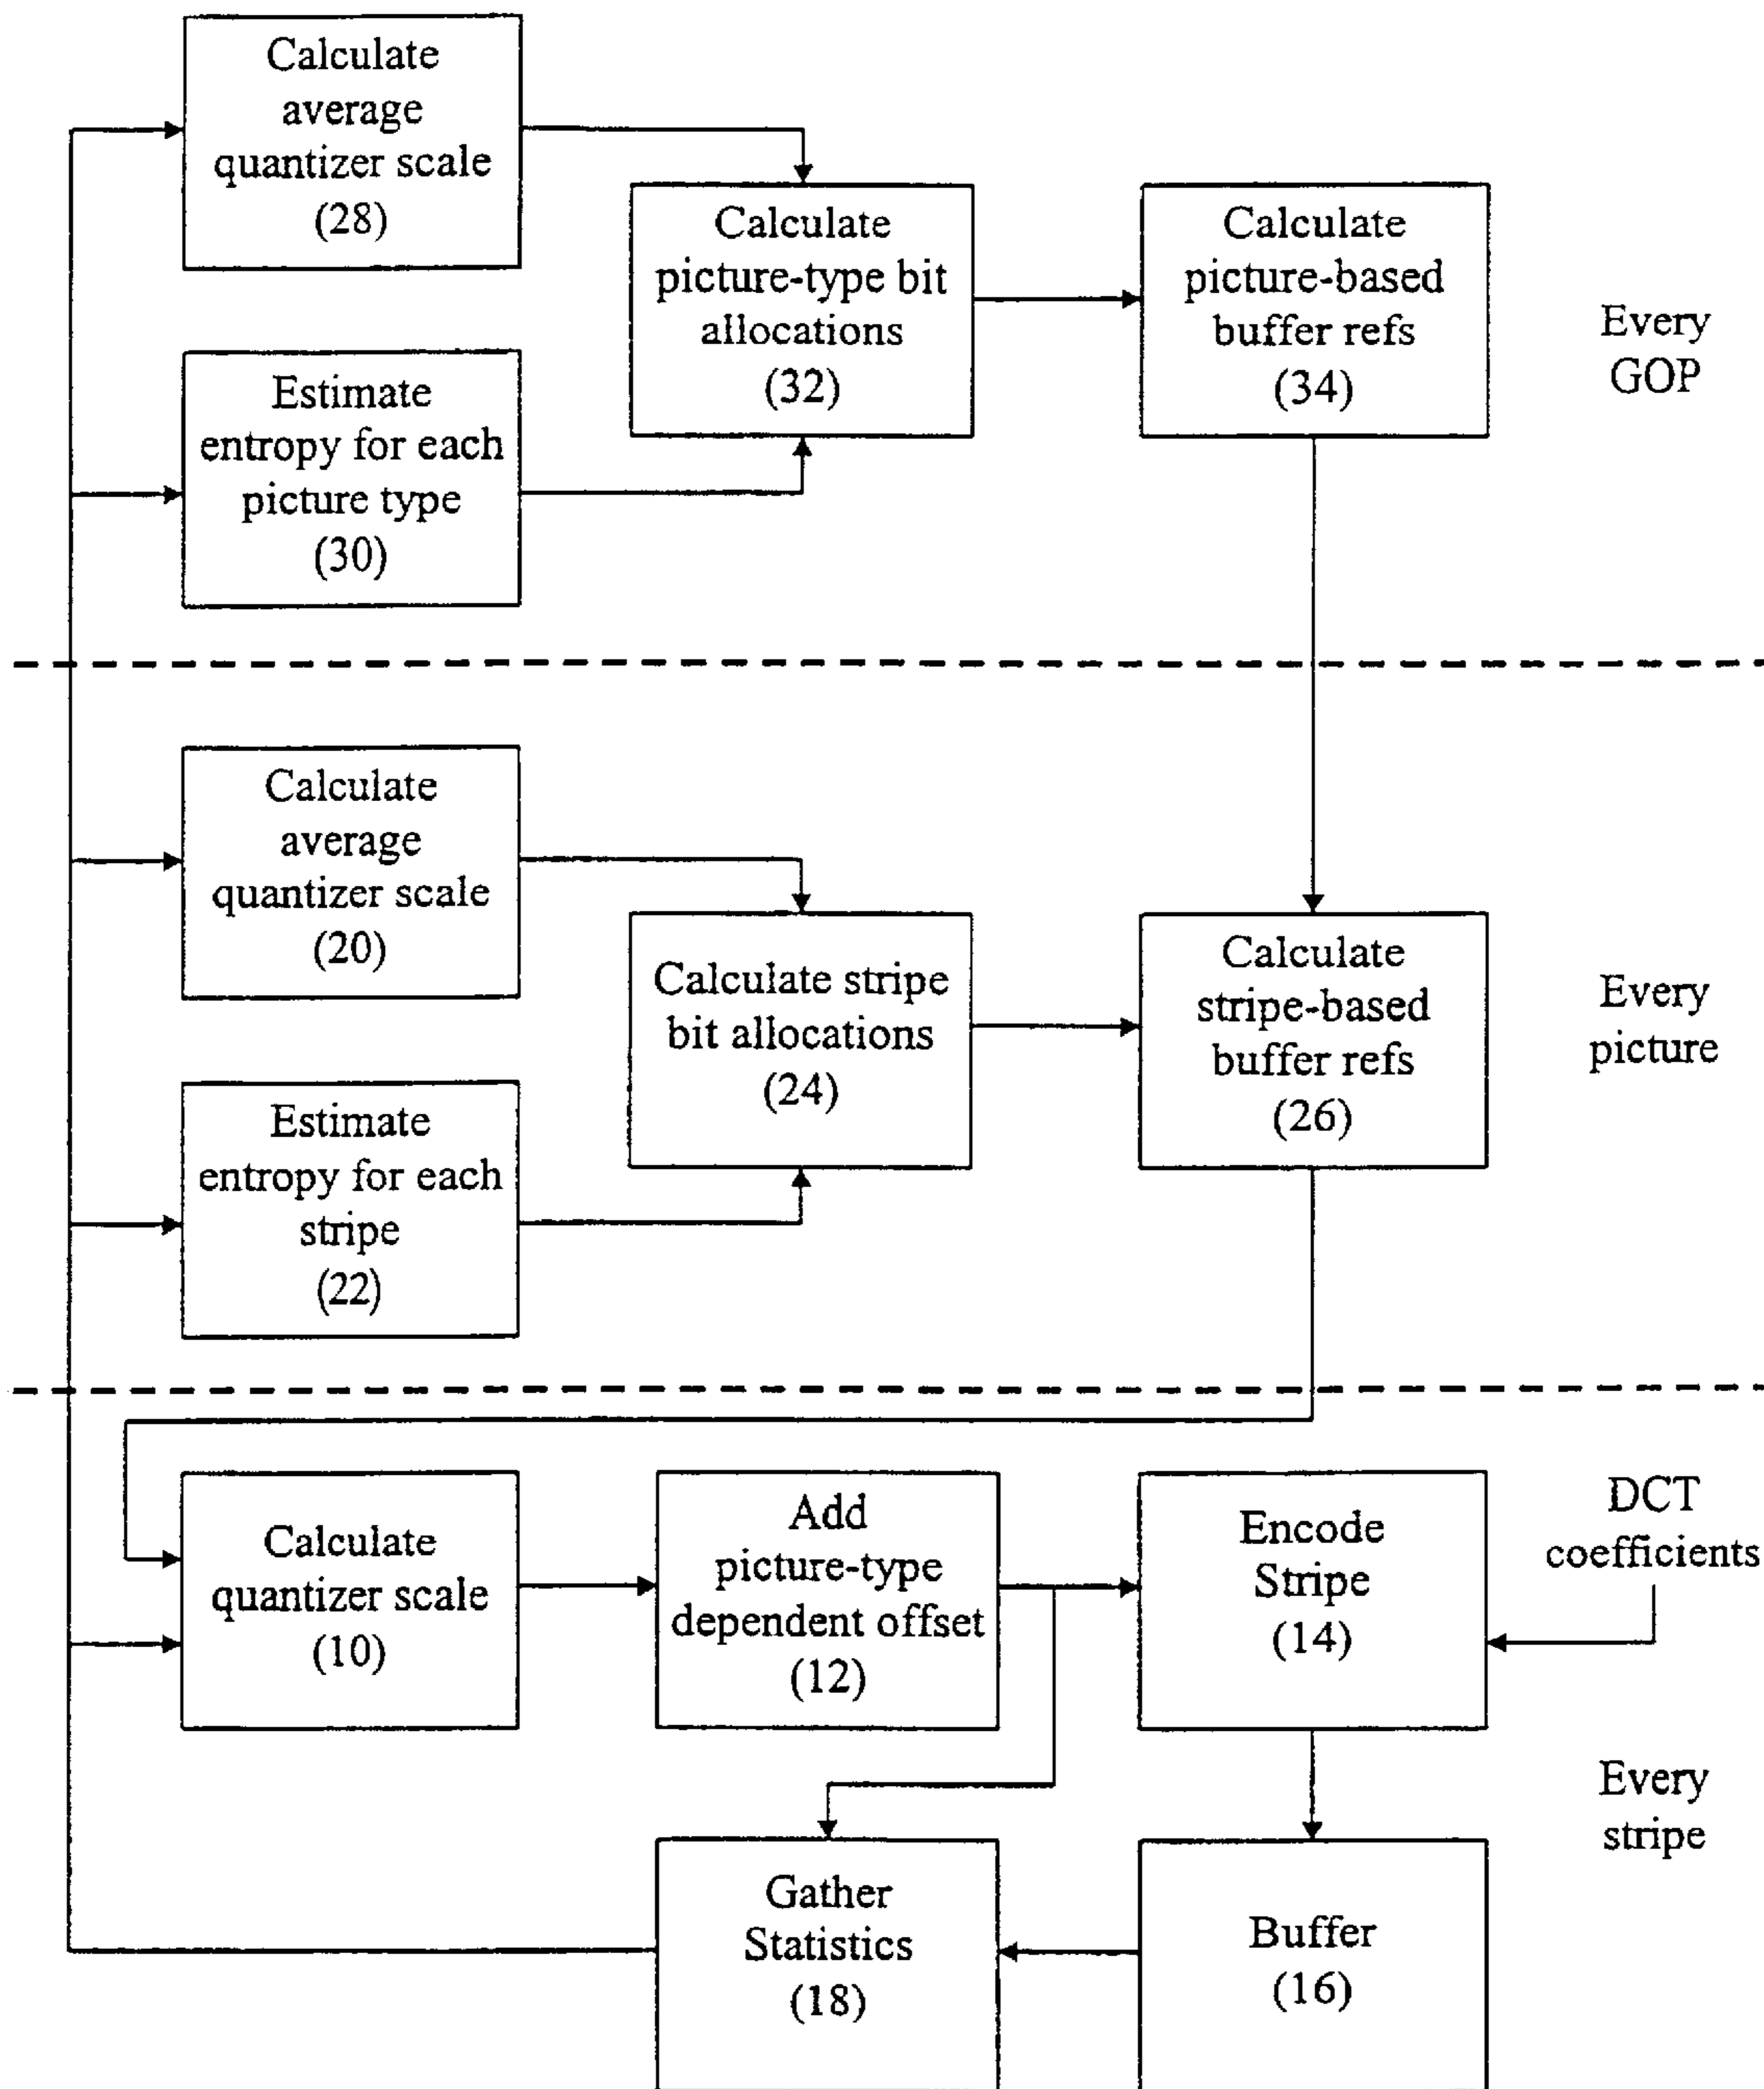 Calculate
average
quantizer scale
(28)
Calculate
picture-type bit
allocations
(32)
Calculate
picture-based
buffer refs
(34)
Every
GOP
Estimate
entropy for each
picture type
(30)
Calculate
average
quantizer scale
(20)
Calculate stripe
bit allocations
(24)
Calculate
stripe-based
buffer refs
(26)
Every
picture
Estimate
entropy for each
stripe
(22)
Calculate
quantizer scale
(10)
Add
picture-type
dependent offset
(12)
Encode
Stripe
(14)
DCT
coefficients
Every
stripe
Gather
Statistics
(18)
Buffer
(16)